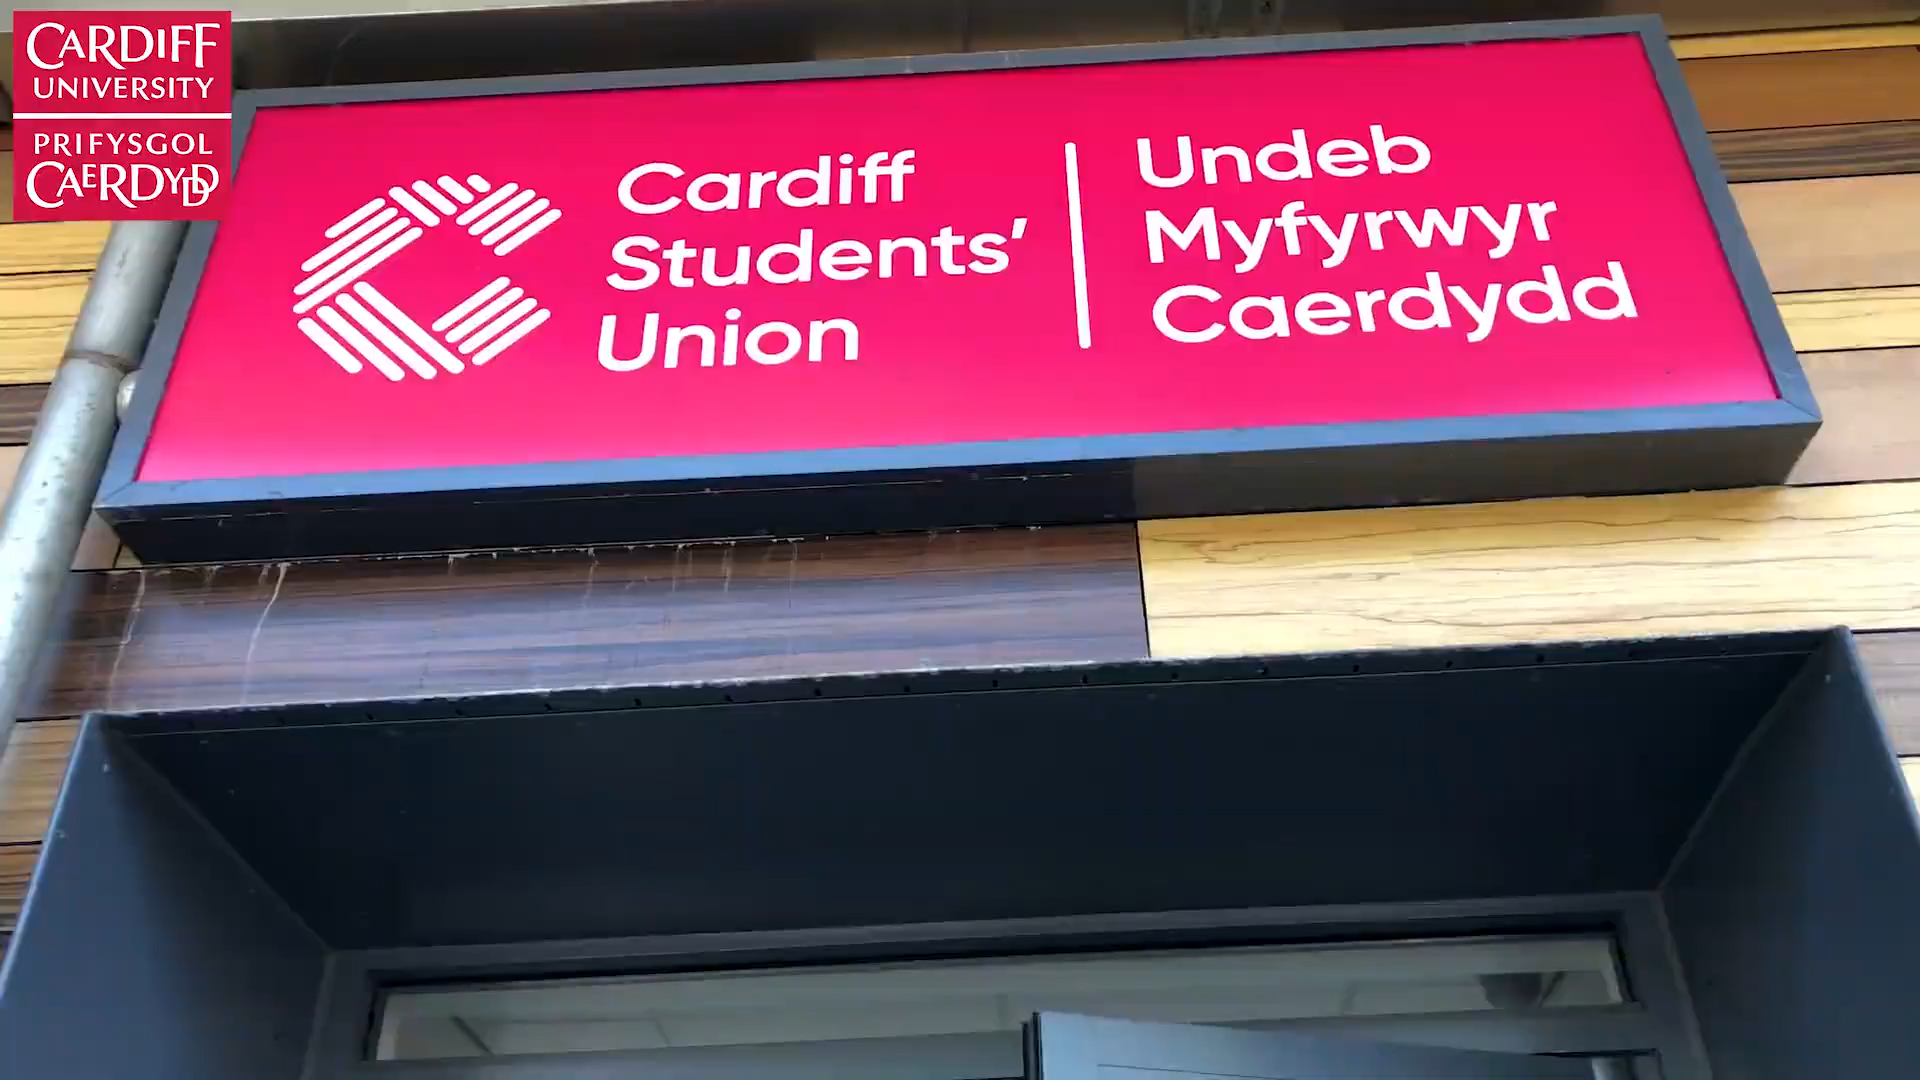 CARDIFF
UNIVERSITY
PRIFYSGOL
CAERDYDD
Cardiff
Students'
Union
Undeb
Myfyrwyr
Caerdydd